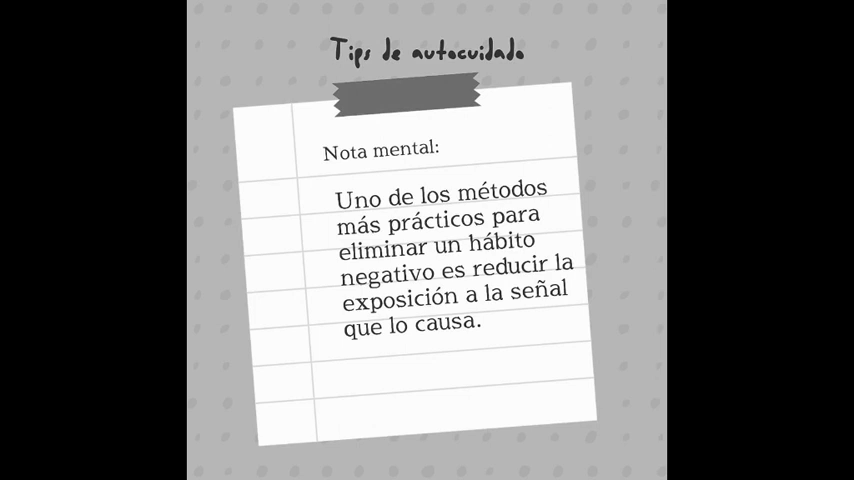 Tips de autocuidado
Nota mental:
Uno de los métodos
más prácticos para
eliminar un hábito
negativo es reducir la
exposición a la señal
que lo causa.